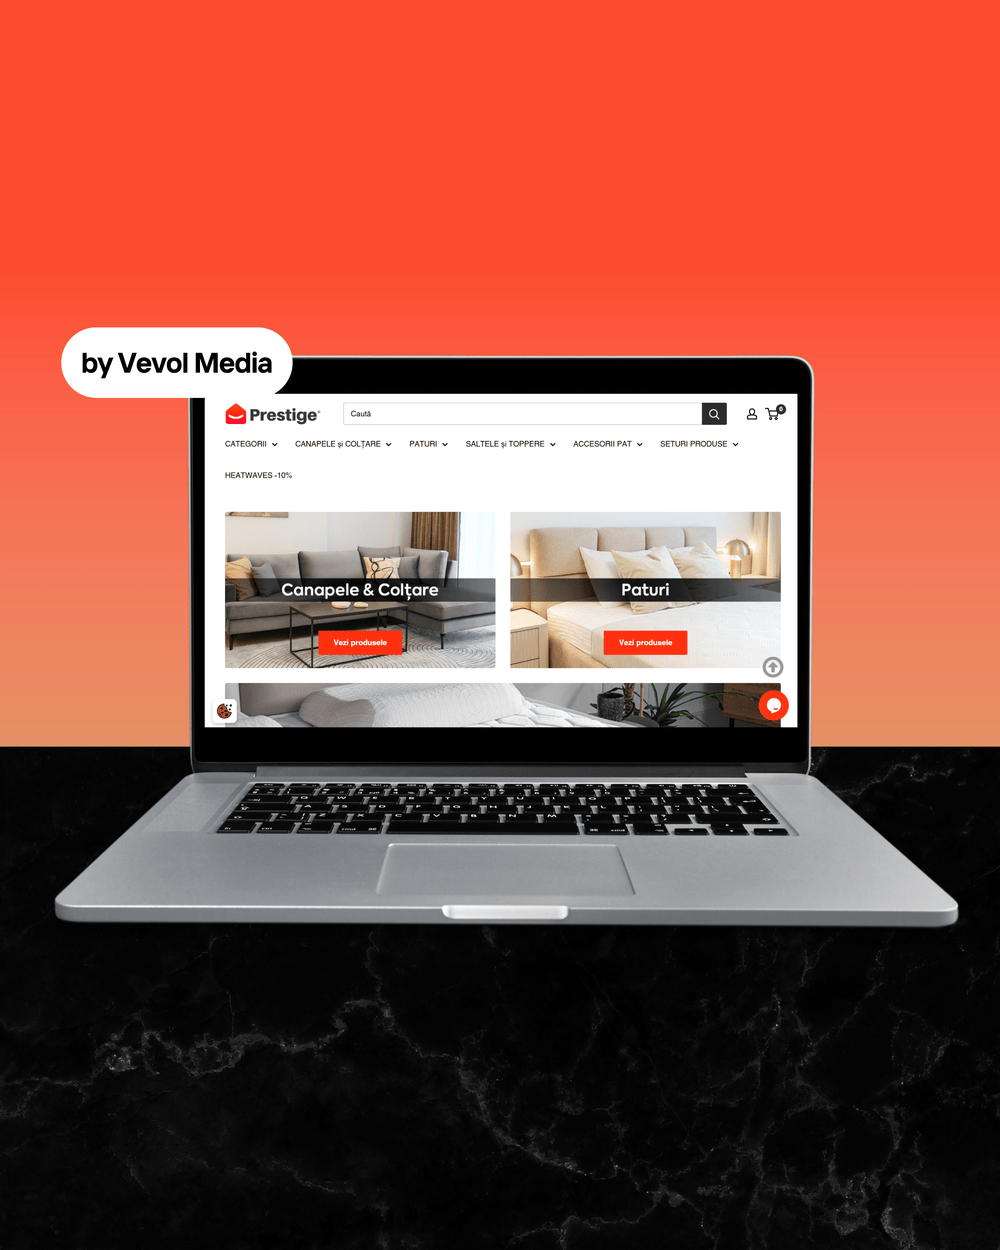 by Vevol Media
Prestige®
Caută
0
CATEGORII CANAPELE și COLȚARE PATURI SALTELE și TOPPERE ACCESORII PAT SETURI PRODUSE
HEATWAVES -10%
Canapele & Colțare
Paturi
Vezi produsele
Vezi produsele